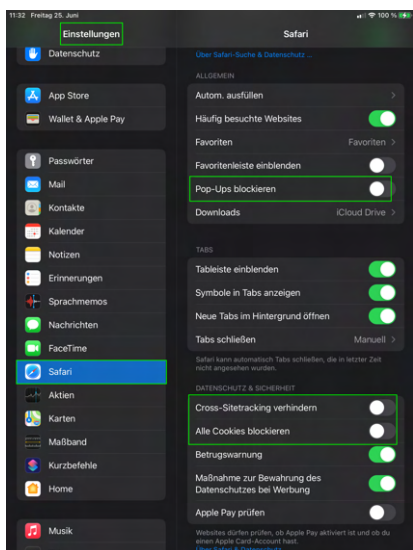 11:32 Freitag 25. Juni
100 %
Einstellungen
Datenschutz
App Store
Wallet & Apple Pay
Passwörter
Mail
Kontakte
Kalender
Notizen
Erinnerungen
Sprachmemos
Nachrichten
FaceTime
Safari
Aktien
Karten
Maßband
Kurzbefehle
Home
Musik
Safari
Über Safari-Suche & Datenschutz ...
ALLGEMEIN
Autom. ausfüllen
Häufig besuchte Websites
Favoriten Favoriten
Favoritenleiste einblenden
Pop-Ups blockieren
Downloads iCloud Drive
TABS
Tableiste einblenden
Symbole in Tabs anzeigen
Neue Tabs im Hintergrund öffnen
Tabs schließen Manuell
Safari kann automatisch Tabs schließen, die in letzter Zeit
nicht angesehen wurden.
DATENSCHUTZ & SICHERHEIT
Cross-Sitetracking verhindern
Alle Cookies blockieren
Betrugswarnung
Maßnahme zur Bewahrung des
Datenschutzes bei Werbung
Apple Pay prüfen
Websites dürfen prüfen, ob Apple Pay aktiviert ist und ob du
einen Apple Card-Account hast.
Über Safari & Datenschutz ...